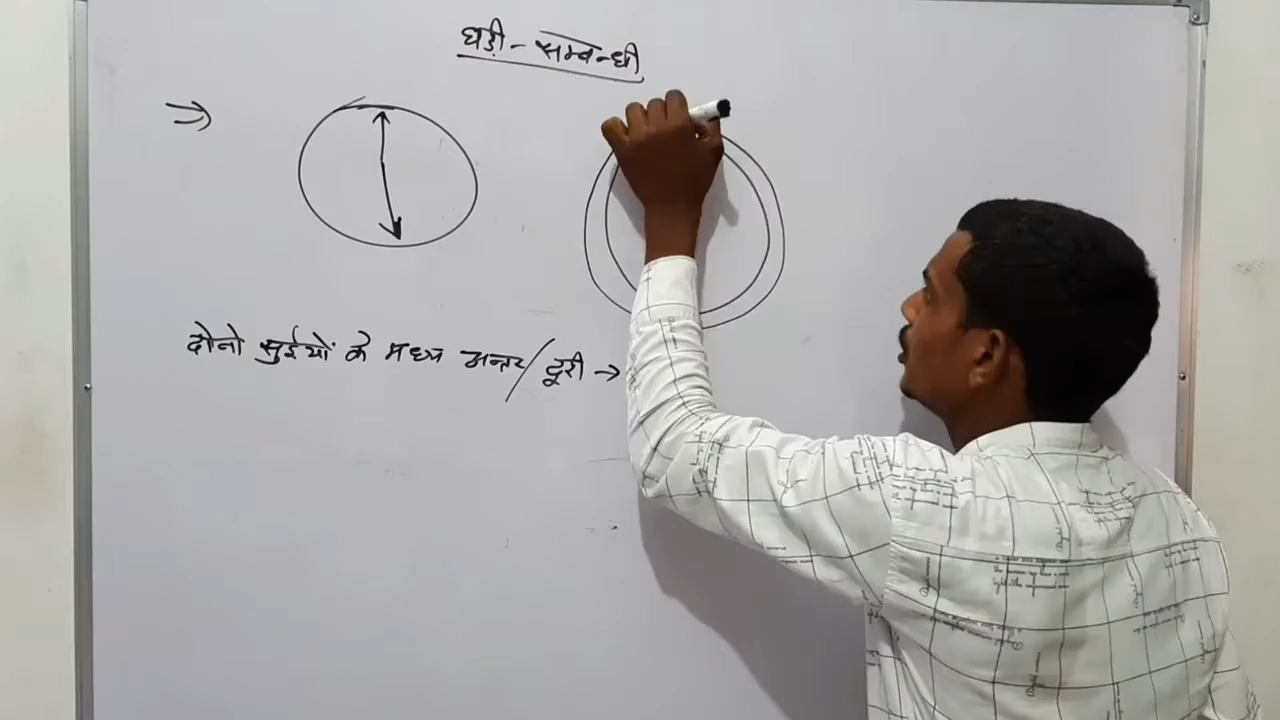 घड़ी - सम्बन्धी
दोनो सुईयों के मध्य अन्तर/दूरी →